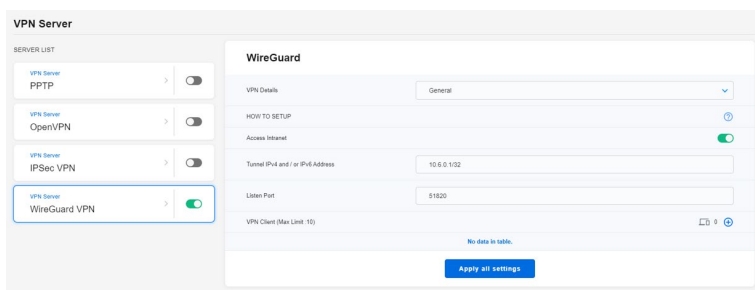 VPN Server
SERVER LIST
VPN Server
PPTP
VPN Server
OpenVPN
VPN Server
IPSec VPN
VPN Server
WireGuard VPN
WireGuard
VPN Details
General
HOW TO SETUP
Access Intranet
Tunnel IPv4 and / or IPv6 Address
10.6.0.1/32
Listen Port
51820
VPN Client (Max Limit :10)
0
No data in table.
Apply all settings